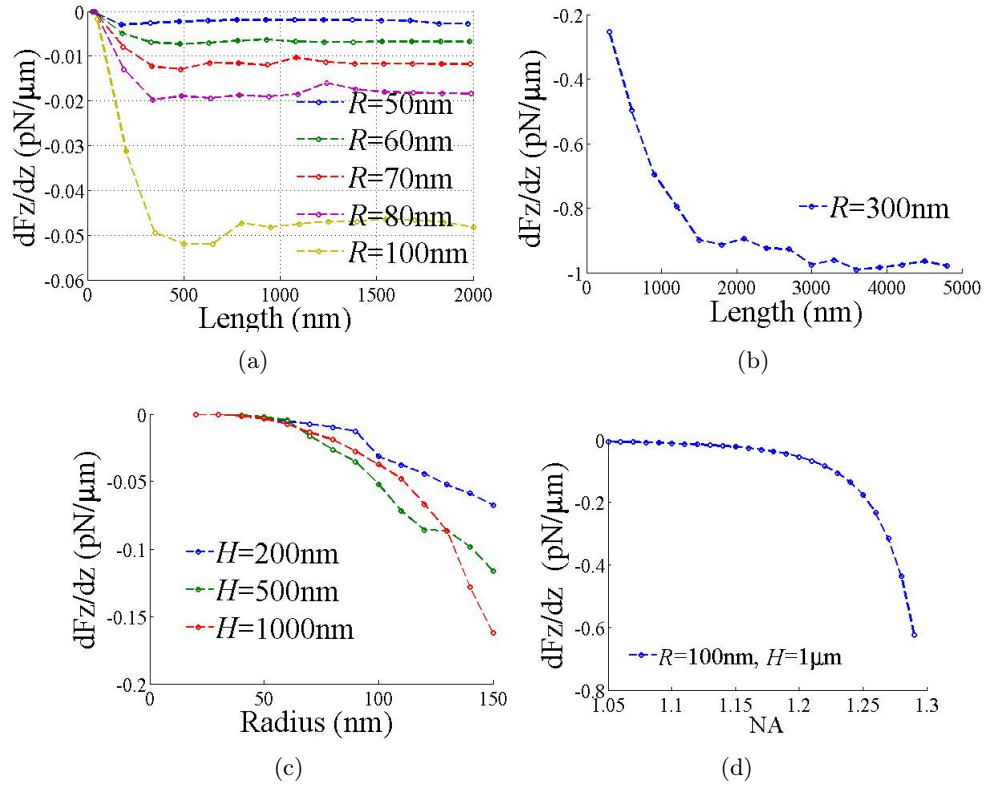 0
-0.01
-0.02
-0.03
-0.04
-0.05
-0.06
dFz/dz (pN/μm)
0 500 1000 1500 2000
Length (nm)
R=50nm
R=60nm
R=70nm
R=80nm
R=100nm
(a)
-0.2
-0.4
-0.6
-0.8
-1
dFz/dz (pN/μm)
0 1000 2000 3000 4000 5000
Length (nm)
R=300nm
(b)
0
-0.05
-0.1
-0.15
-0.2
dFz/dz (pN/μm)
0 50 100 150
Radius (nm)
H=200nm
H=500nm
H=1000nm
(c)
0
-0.2
-0.4
-0.6
-0.8
dFz/dz (pN/μm)
1.05 1.1 1.15 1.2 1.25 1.3
NA
R=100nm, H=1μm
(d)